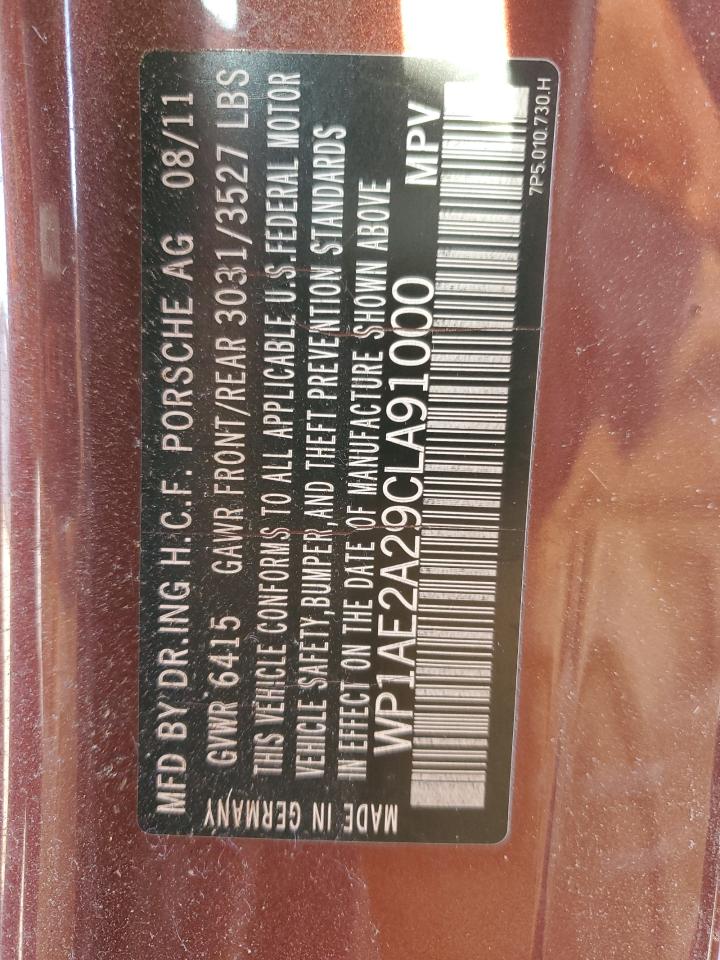 MFD BY DR.ING H.C.F. PORSCHE AG 08/11
GVWR 6415 GAWR FRONT/REAR 3031/3527 LBS
THIS VEHICLE CONFORMS TO ALL APPLICABLE U.S.FEDERAL MOTOR
VEHICLE SAFETY,BUMPER,AND THEFT PREVENTION STANDARDS
IN EFFECT ON THE DATE OF MANUFACTURE SHOWN ABOVE
WP1AE2A29CLA91000 MPV
MADE IN GERMANY
7P5.010.730.H